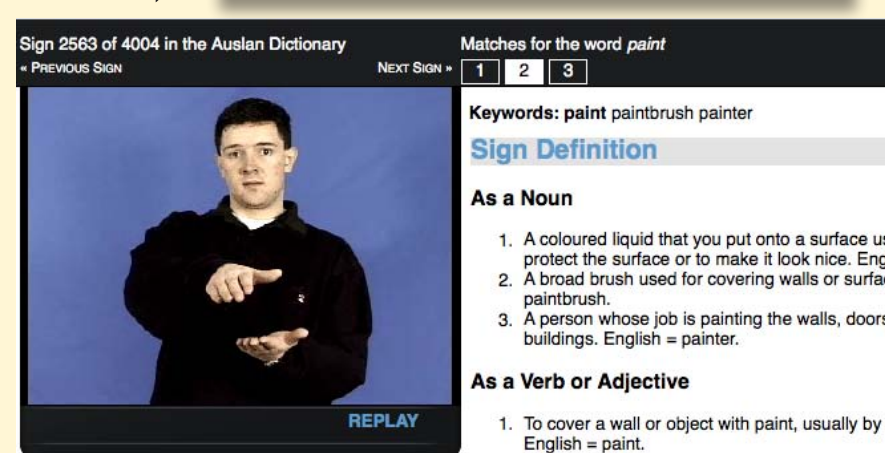 Sign 2563 of 4004 in the Auslan Dictionary
« PREVIOUS SIGN
NEXT SIGN »
REPLAY
Matches for the word paint
1 2 3
Keywords: paint paintbrush painter
Sign Definition
As a Noun
1. A coloured liquid that you put onto a surface
protect the surface or to make it look nice.
2. A broad brush used for covering walls or
paintbrush.
3. A person whose job is painting the walls, doors
buildings. English = painter.
As a Verb or Adjective
1. To cover a wall or object with paint, usually by
English = paint.